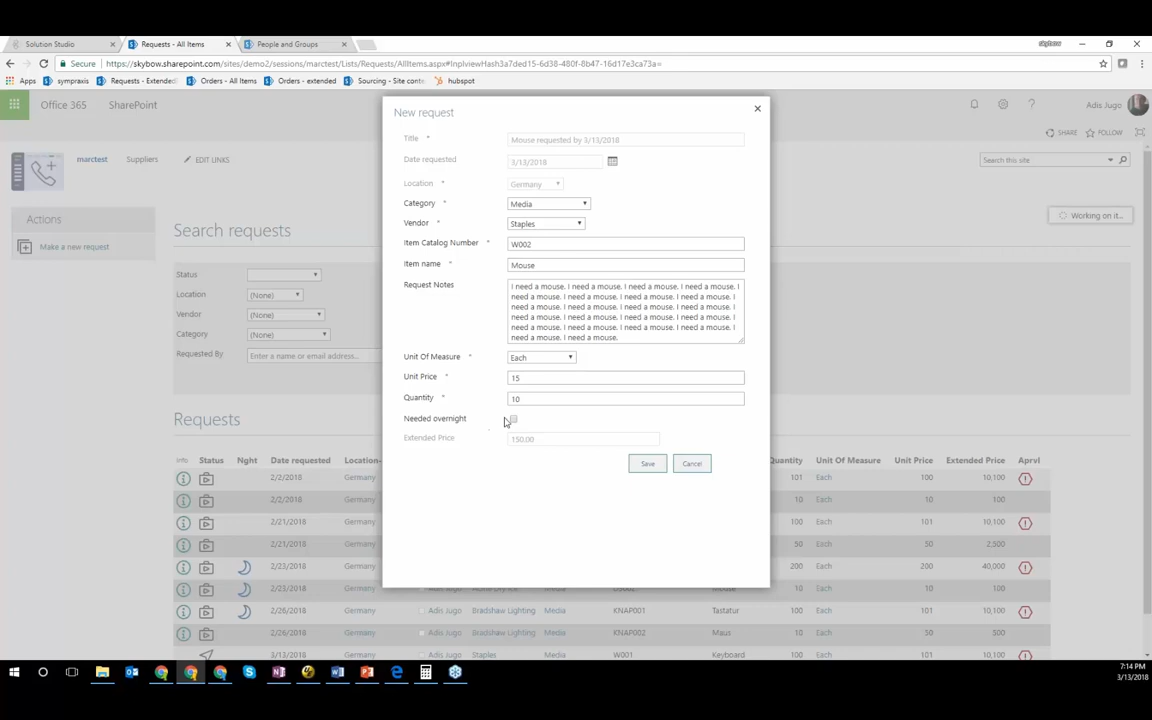 Solution Studio
Requests - All Items
People and Groups
skybow
Secure
https://skybow.sharepoint.com/sites/demo2/sessions/marctest/Lists/Requests/AllItems.aspx#InplviewHash3a7ded15-6d38-480f-8b47-16d17e3ca73a=
Apps
sympraxis
Requests - Extended
Orders - All Items
Orders - extended
Sourcing - Site cont
hubspot
Office 365
SharePoint
Adis Jugo
SHARE
FOLLOW
marctest
Suppliers
EDIT LINKS
Search this site
Actions
Make a new request
Search requests
Working on it...
Status
Location
(None)
Vendor
(None)
Category
(None)
Requested By
Enter a name or email address...
New request
Title *
Mouse requested by 3/13/2018
Date requested
3/13/2018
Location *
Germany
Category *
Media
Vendor *
Staples
Item Catalog Number *
W002
Item name *
Mouse
Request Notes
I need a mouse. I need a mouse. I need a mouse. I need a mouse. I
need a mouse. I need a mouse. I need a mouse. I need a mouse. I
need a mouse. I need a mouse. I need a mouse. I need a mouse. I
need a mouse. I need a mouse. I need a mouse. I need a mouse. I
need a mouse. I need a mouse. I need a mouse. I need a mouse. I
need a mouse. I need a mouse.
Unit Of Measure *
Each
Unit Price *
15
Quantity *
10
Needed overnight
Extended Price
150.00
Save
Cancel
Requests
Info Status Nght Date requested Location Quantity Unit Of Measure Unit Price Extended Price Aprvl
2/2/2018 Germany 101 Each 100 10,100
2/2/2018 Germany 10 Each 10 100
2/21/2018 Germany 100 Each 101 10,100
2/21/2018 Germany 50 Each 50 2,500
2/23/2018 Germany 200 Each 200 40,000
2/23/2018 Germany Mouse 10 Each 10 100
2/26/2018 Germany Adis Jugo Bradshaw Lighting Media KNAP001 Tastatur 100 Each 101 10,100
2/26/2018 Germany Adis Jugo Bradshaw Lighting Media KNAP002 Maus 10 Each 50 500
3/13/2018 Germany Adis Jugo Staples Media W001 Keyboard 100 Each 101 10,100
7:14 PM
3/13/2018